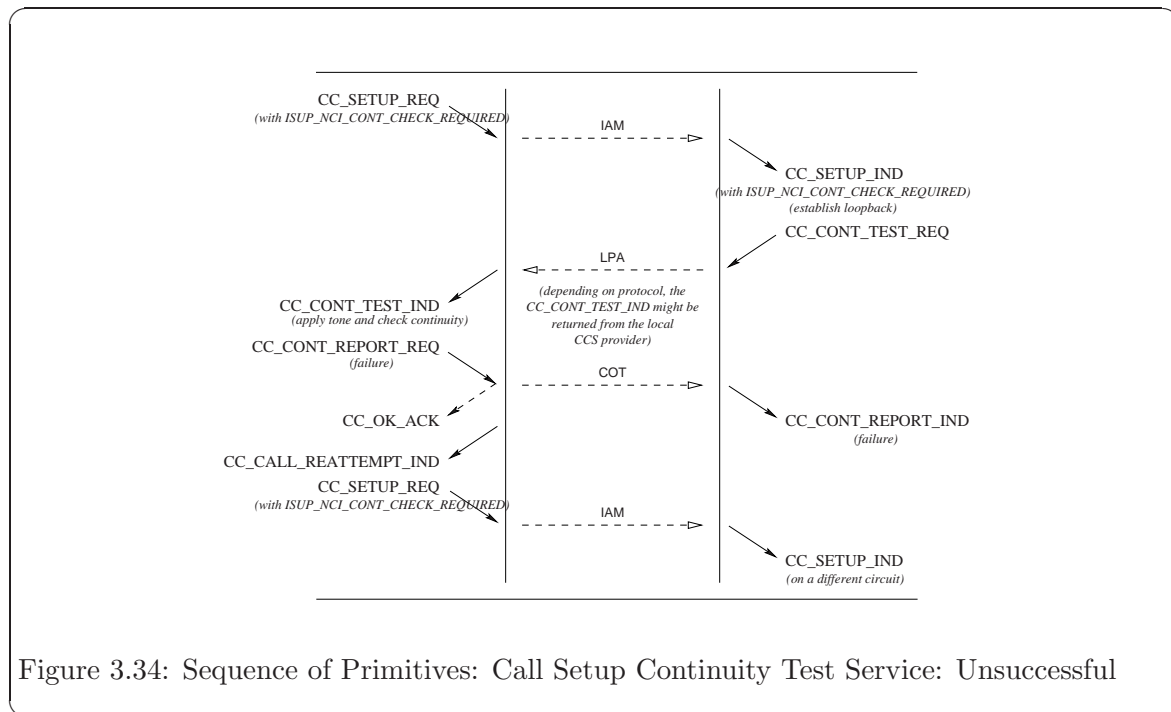 CC_SETUP_REQ
(with ISUP_NCI_CONT_CHECK_REQUIRED)
IAM
CC_SETUP_IND
(with ISUP_NCI_CONT_CHECK_REQUIRED)
(establish loopback)
CC_CONT_TEST_REQ
LPA
(depending on protocol, the
CC_CONT_TEST_IND might be
returned from the local
CCS provider)
CC_CONT_TEST_IND
(apply tone and check continuity)
CC_CONT_REPORT_REQ
(failure)
COT
CC_OK_ACK
CC_CONT_REPORT_IND
(failure)
CC_CALL_REATTEMPT_IND
CC_SETUP_REQ
(with ISUP_NCI_CONT_CHECK_REQUIRED)
IAM
CC_SETUP_IND
(on a different circuit)
Figure 3.34: Sequence of Primitives: Call Setup Continuity Test Service: Unsuccessful